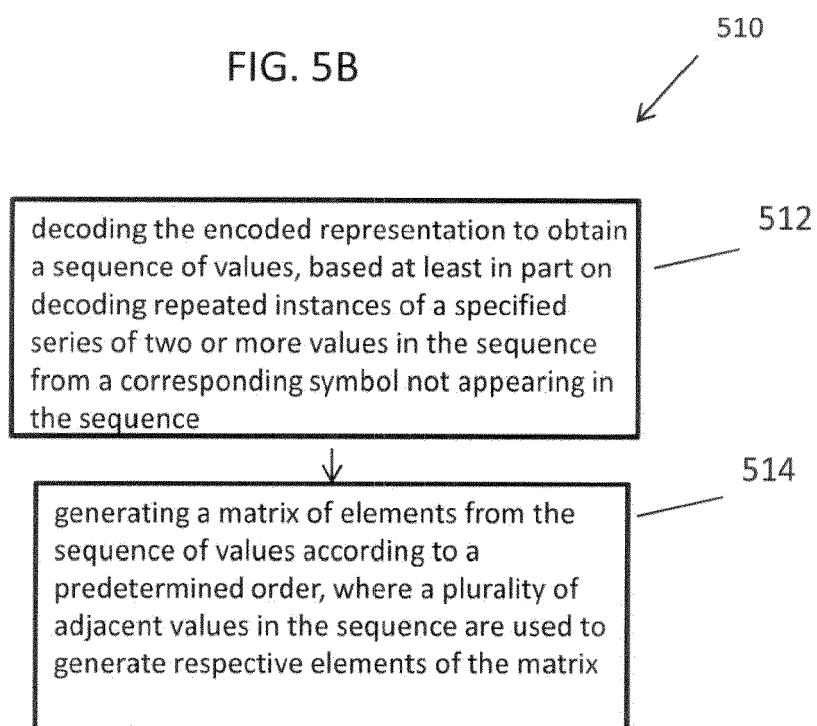 510
FIG. 5B
512
decoding the encoded representation to obtain
a sequence of values, based at least in part on
decoding repeated instances of a specified
series of two or more values in the sequence
from a corresponding symbol not appearing in
the sequence
514
generating a matrix of elements from the
sequence of values according to a
predetermined order, where a plurality of
adjacent values in the sequence are used to
generate respective elements of the matrix